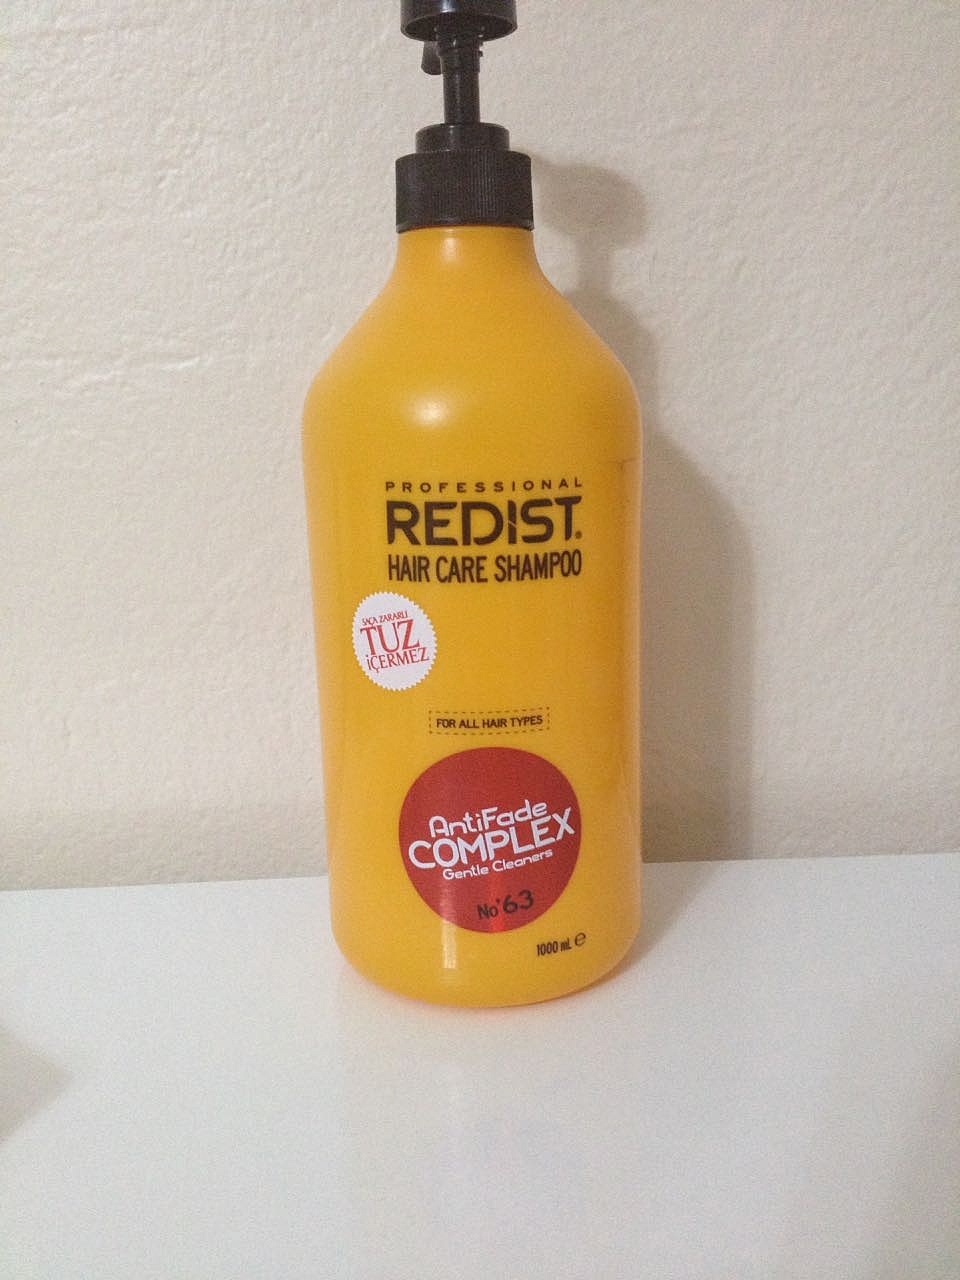 PROFESSIONAL
REDIST®
HAIR CARE SHAMPOO
SAÇA ZARARLI
TUZ
İÇERMEZ
FOR ALL HAIR TYPES
AntiFade
COMPLEX
Gentle Cleaners
No'63
1000 mL ℮